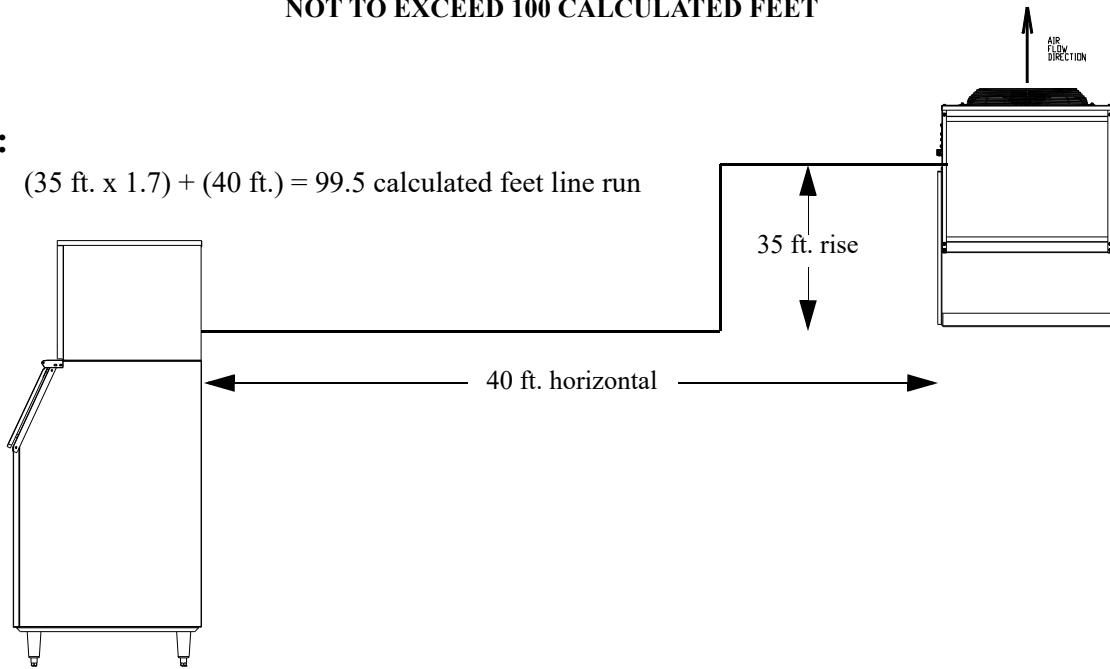 NOT TO EXCEED 100 CALCULATED FEET
AIR
FLOW
DIRECTION
:
(35 ft. x 1.7) + (40 ft.) = 99.5 calculated feet line run
35 ft. rise
40 ft. horizontal